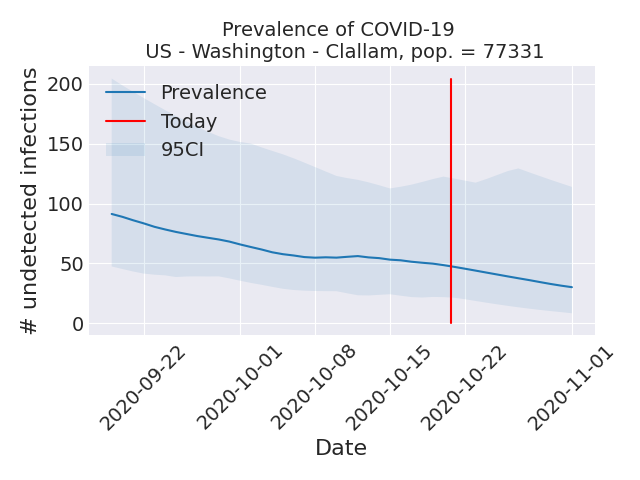 Prevalence of COVID-19
US - Washington - Clallam, pop. = 77331
# undetected infections
200
150
100
50
0
Prevalence
Today
95CI
2020-09-22
2020-10-01
2020-10-08
2020-10-15
2020-10-22
2020-11-01
Date